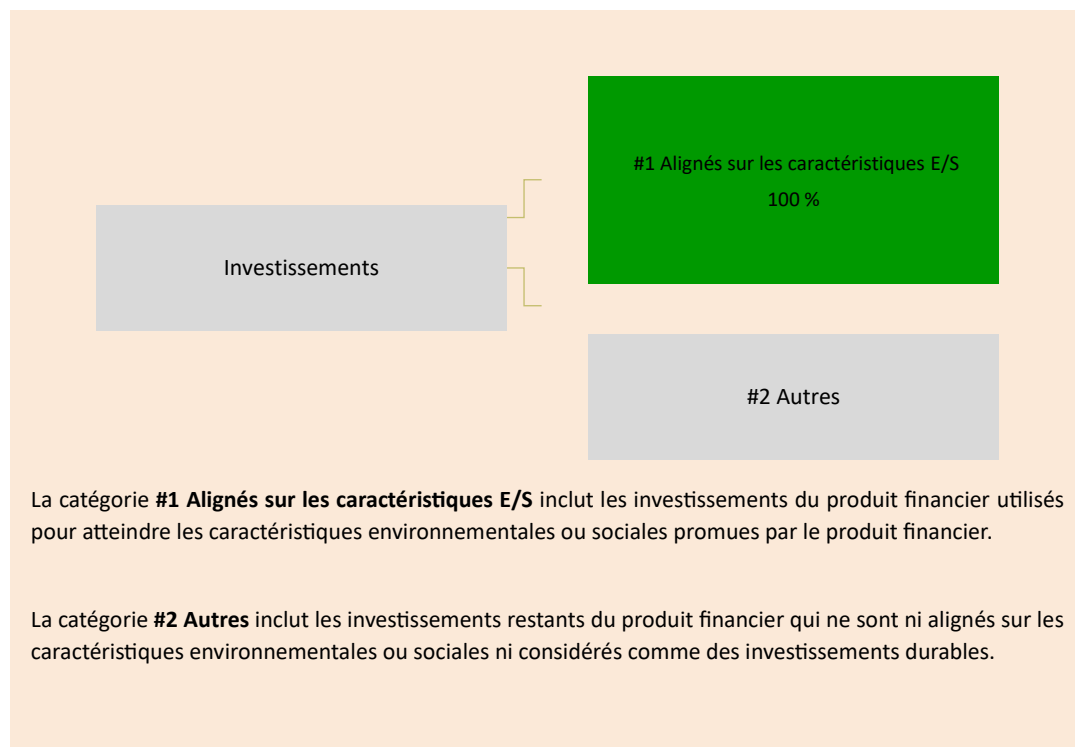 #1 Alignés sur les caractéristiques E/S
100 %
Investissements
#2 Autres
La catégorie #1 Alignés sur les caractéristiques E/S inclut les investissements du produit financier utilisés
pour atteindre les caractéristiques environnementales ou sociales promues par le produit financier.
La catégorie #2 Autres inclut les investissements restants du produit financier qui ne sont ni alignés sur les
caractéristiques environnementales ou sociales ni considérés comme des investissements durables.